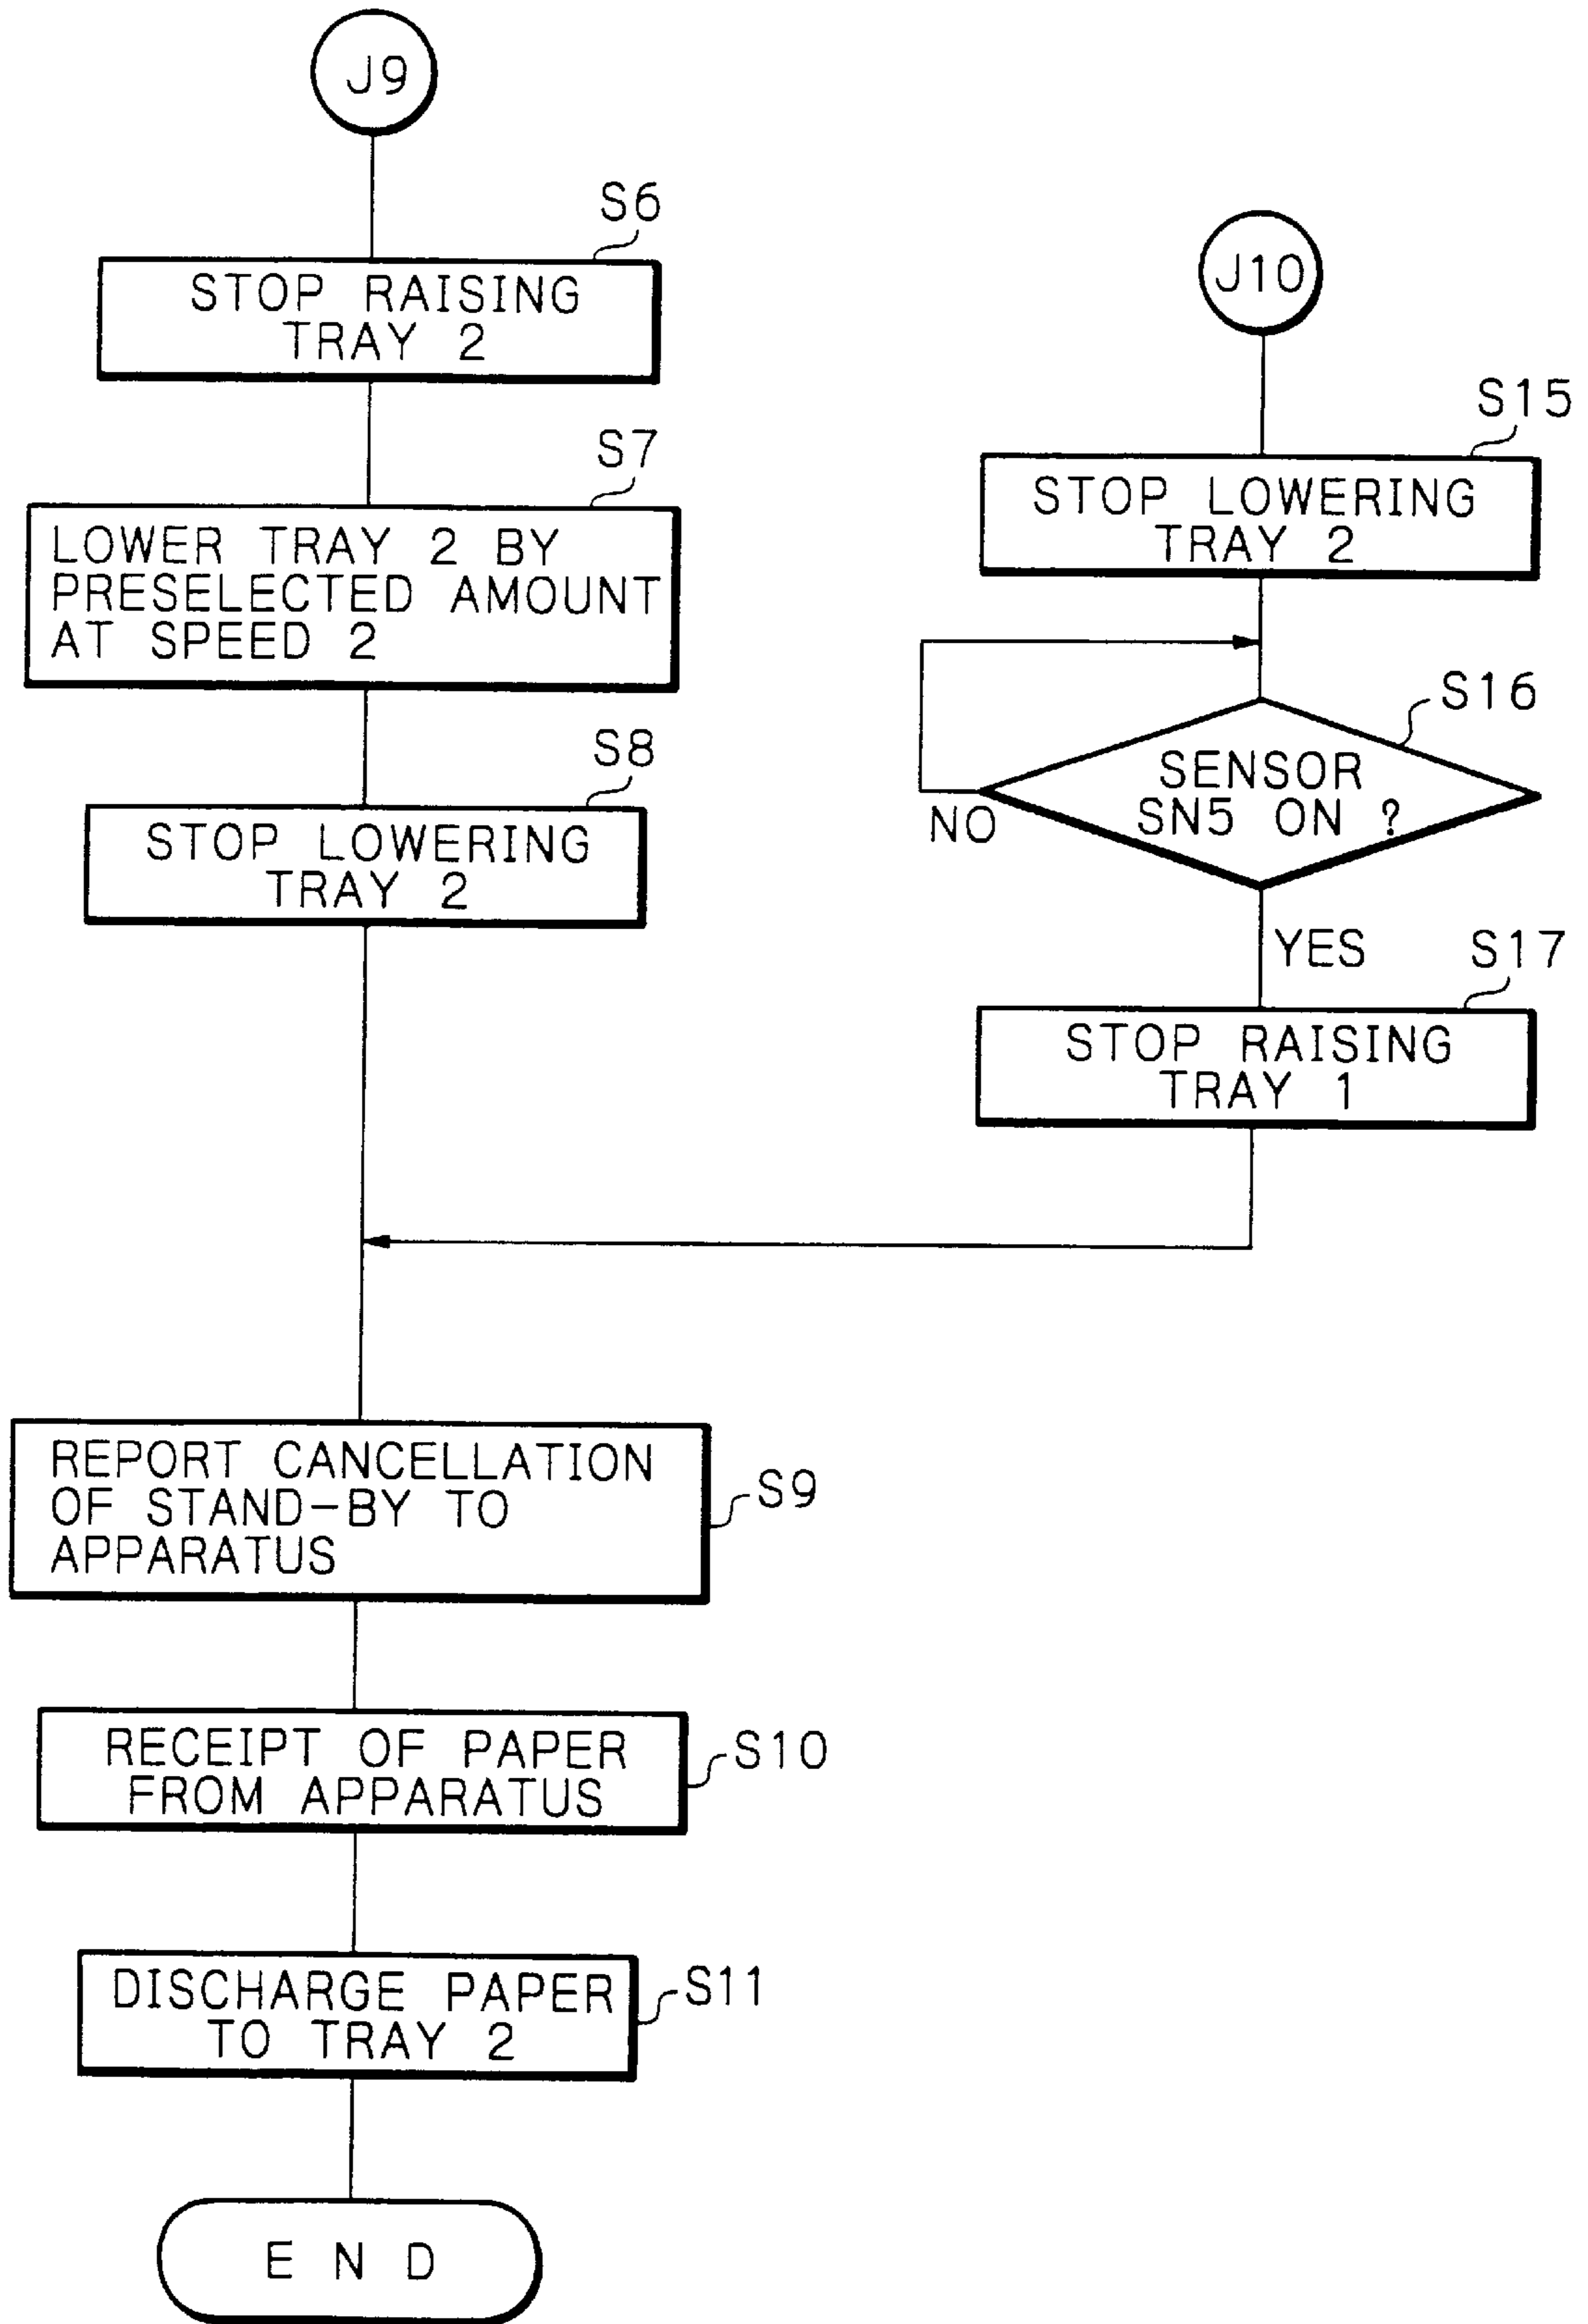 J9
S6
STOP RAISING
TRAY 2
S7
LOWER TRAY 2 BY
PRESELECTED AMOUNT
AT SPEED 2
S8
STOP LOWERING
TRAY 2
J10
S15
STOP LOWERING
TRAY 2
S16
SENSOR
SN5 ON ?
NO
YES
S17
STOP RAISING
TRAY 1
REPORT CANCELLATION
OF STAND-BY TO
APPARATUS
S9
RECEIPT OF PAPER
FROM APPARATUS
S10
DISCHARGE PAPER
TO TRAY 2
S11
E N D